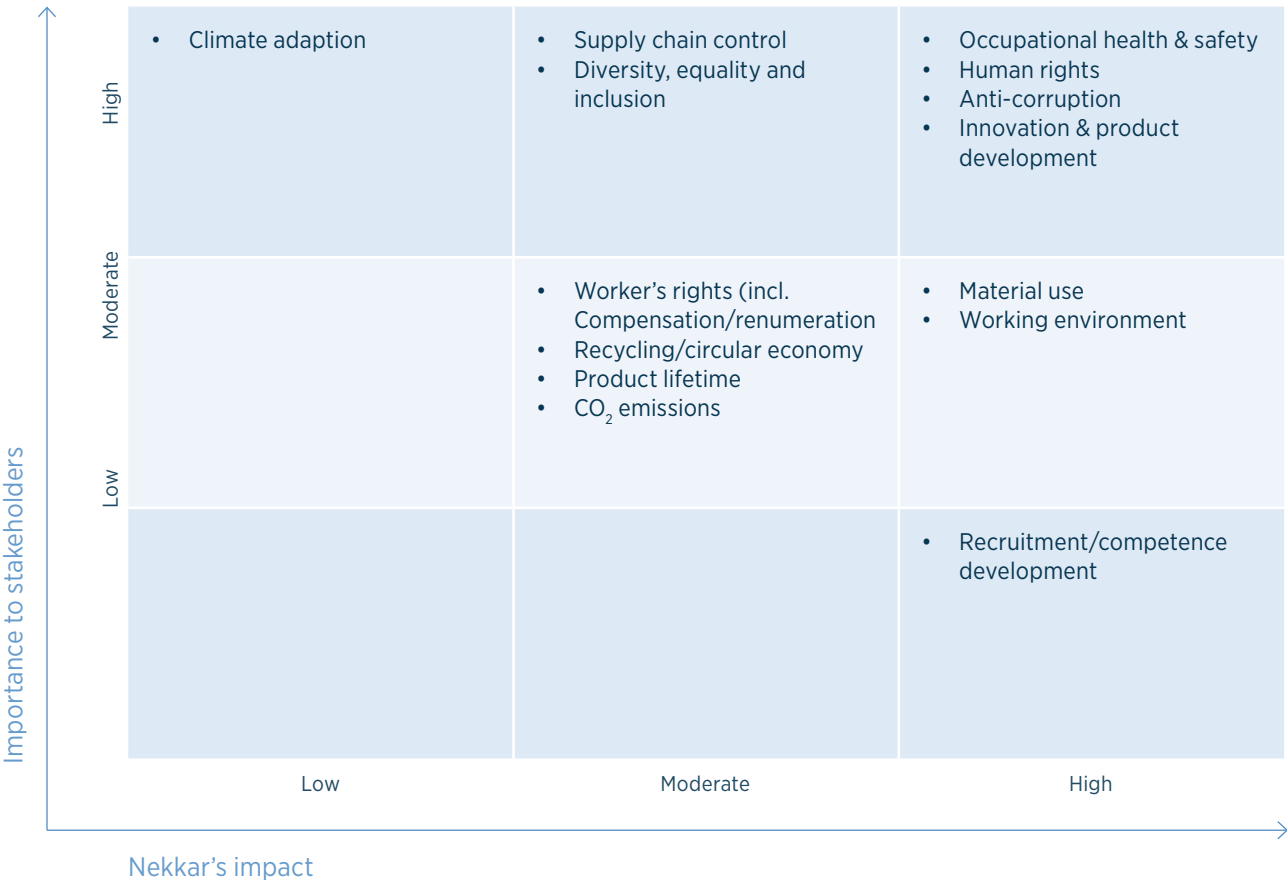 High
• Climate adaption
• Supply chain control
• Diversity, equality and
inclusion
• Occupational health & safety
• Human rights
• Anti-corruption
• Innovation & product
development
Moderate
• Worker’s rights (incl.
Compensation/renumeration
• Recycling/circular economy
• Product lifetime
• CO₂ emissions
• Material use
• Working environment
Low
• Recruitment/competence
development
Importance to stakeholders
Low
Moderate
High
Nekkar’s impact